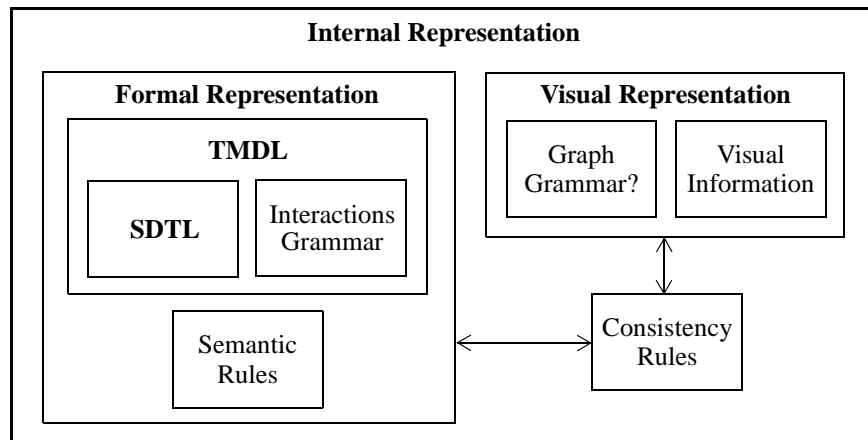 Internal Representation
Formal Representation
TMDL
SDTL
Interactions
Grammar
Semantic
Rules
Visual Representation
Graph
Grammar?
Visual
Information
Consistency
Rules